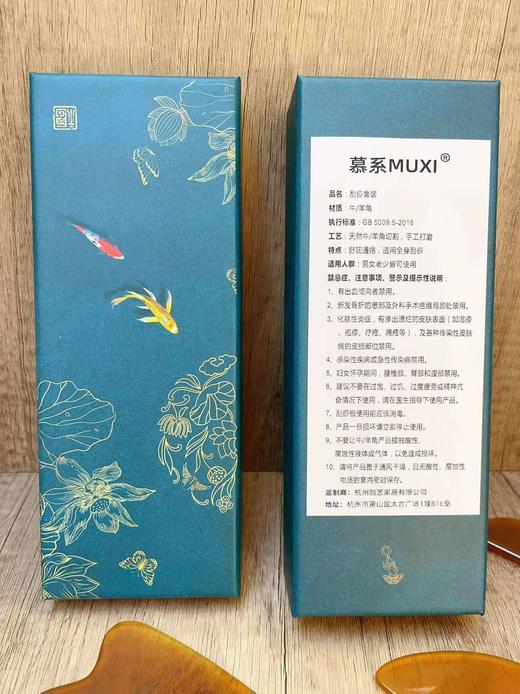 慕系MUXI®
品名：刮痧套装
材质：牛/羊角
执行标准：GB 5009.5-2016
工艺：天然牛/羊角切割，手工打磨
特点：舒筋通络，适用全身刮痧
适用人群：男女老少皆可使用
禁忌症、注意事项、警示及提示性说明：
1、有出血倾向者禁用。
2、新发骨折的患部及外科手术疤痕局部处禁用。
3、化脓性炎症，有渗出溃烂的皮肤表面（如湿疹
、疱疹、疔疮、痈疮等），及各种传染性皮肤
病的皮损部位禁用。
4、感染性疾病或急性传染病禁用。
5、妇女怀孕期间，腰椎部、臀部和腹部禁用。
6、建议不要在过饱、过饥、过度疲劳或精神亢
奋情况下使用，请在医生指导下使用产品。
7、刮痧板使用前应该消毒。
8、产品一旦损坏请立即停止使用。
9、不要让牛/羊角产品接触酸性、
腐蚀性液体或气体，以免造成损坏。
10、请将产品置于通风干燥，且无酸性、腐蚀性
物质的室内密封保存。
监制商：杭州韵艺家居有限公司
地址：杭州市萧山区太古广场1幢816室